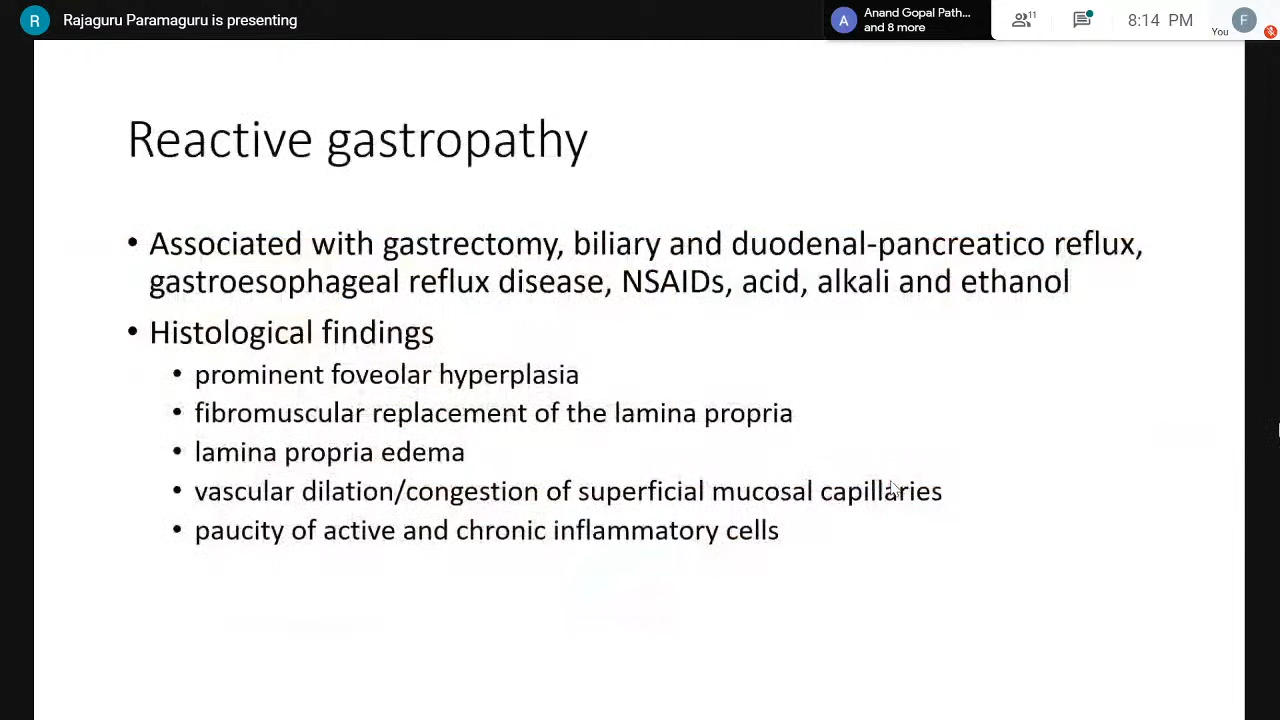 R Rajaguru Paramaguru is presenting
A Anand Gopal Path...
and 8 more
11
8:14 PM
You
F
Reactive gastropathy
• Associated with gastrectomy, biliary and duodenal-pancreatico reflux,
gastroesophageal reflux disease, NSAIDs, acid, alkali and ethanol
• Histological findings
• prominent foveolar hyperplasia
• fibromuscular replacement of the lamina propria
• lamina propria edema
• vascular dilation/congestion of superficial mucosal capillaries
• paucity of active and chronic inflammatory cells